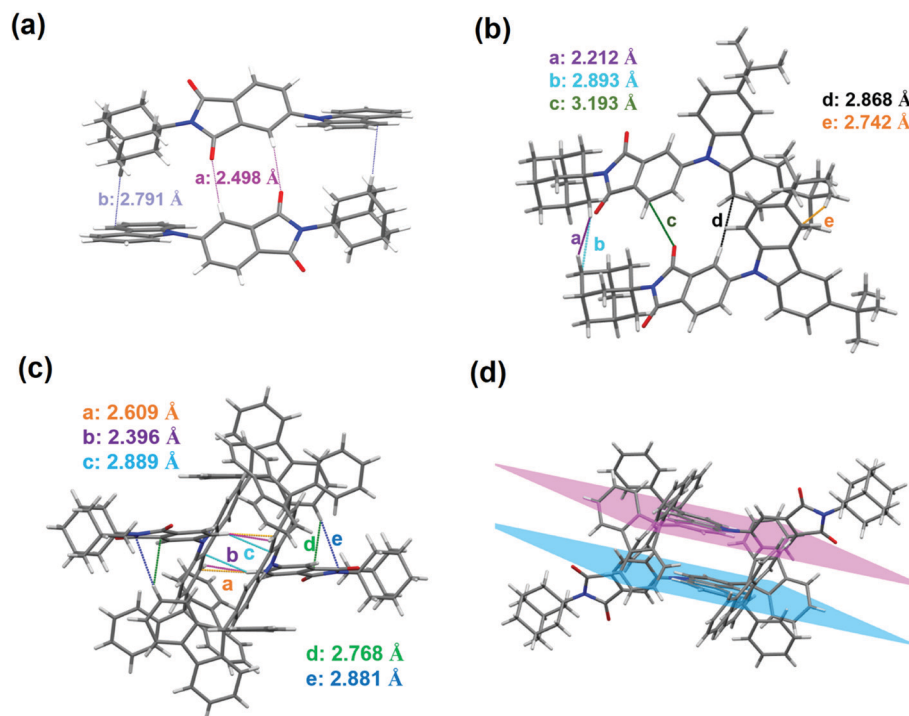 (a)
a: 2.498 Å
b: 2.791 Å
(b)
a: 2.212 Å
b: 2.893 Å
c: 3.193 Å
d: 2.868 Å
e: 2.742 Å
a
b
c
d
e
(c)
a: 2.609 Å
b: 2.396 Å
c: 2.889 Å
b
c
d
e
a
d: 2.768 Å
e: 2.881 Å
(d)